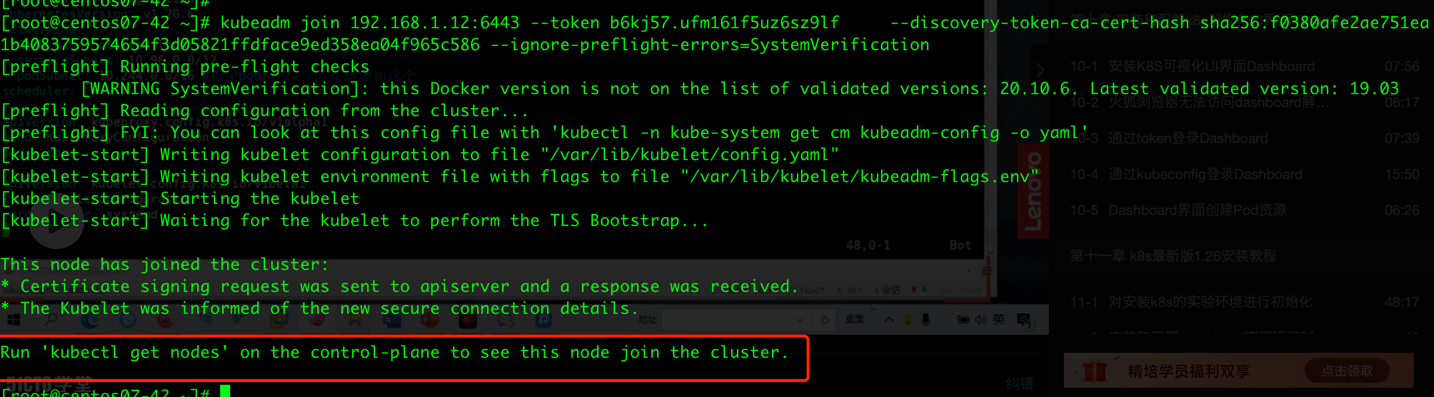 [root@centos07-42 ~]#
[root@centos07-42 ~]# kubeadm join 192.168.1.12:6443 --token b6kj57.ufm161f5uz6sz9lf     --discovery-token-ca-cert-hash sha256:f0380afe2ae751ea
1b4083759574654f3d05821ffdface9ed358ea04f965c586 --ignore-preflight-errors=SystemVerification
[preflight] Running pre-flight checks
        [WARNING SystemVerification]: this Docker version is not on the list of validated versions: 20.10.6. Latest validated version: 19.03
[preflight] Reading configuration from the cluster...
[preflight] FYI: You can look at this config file with 'kubectl -n kube-system get cm kubeadm-config -o yaml'
[kubelet-start] Writing kubelet configuration to file "/var/lib/kubelet/config.yaml"
[kubelet-start] Writing kubelet environment file with flags to file "/var/lib/kubelet/kubeadm-flags.env"
[kubelet-start] Starting the kubelet
[kubelet-start] Waiting for the kubelet to perform the TLS Bootstrap...
This node has joined the cluster:
* Certificate signing request was sent to apiserver and a response was received.
* The Kubelet was informed of the new secure connection details.
Run 'kubectl get nodes' on the control-plane to see this node join the cluster.
[root@centos07-42 ~]#
48,0-1 Bot
Lenovo
英
51CTO学堂
纠错
10-1 安装K8S可视化UI界面Dashboard 07:56
10-2 火狐浏览器无法访问dashboard解... 06:17
10-3 通过token登录Dashboard 07:39
10-4 通过kubeconfig登录Dashboard 15:50
10-5 Dashboard界面创建Pod资源 06:26
第十一章 k8s最新版1.26安装教程
11-1 对安装k8s的实验环境进行初始化 48:17
精培学员福利双享 点击领取